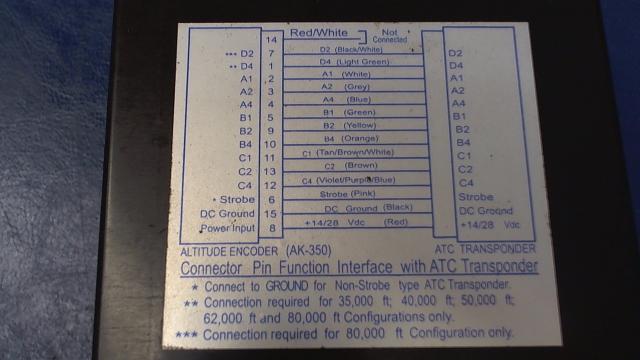 14 Red/White Not Connected
*** D2 7 D2 (Black/White) D2
** D4 1 D4 (Light Green) D4
A1 2 A1 (White) A1
A2 3 A2 (Grey) A2
A4 4 A4 (Blue) A4
B1 5 B1 (Green) B1
B2 9 B2 (Yellow) B2
B4 10 B4 (Orange) B4
C1 11 C1 (Tan/Brown/White) C1
C2 13 C2 (Brown) C2
C4 12 C4 (Violet/Purple/Blue) C4
* Strobe 6 Strobe (Pink) Strobe
DC Ground 15 DC Ground (Black) DC Ground
Power Input 8 +14/28 Vdc (Red) +14/28 Vdc
ALTITUDE ENCODER (AK-350) ATC TRANSPONDER
Connector Pin Function Interface with ATC Transponder
* Connect to GROUND for Non-Strobe type ATC Transponder.
** Connection required for 35,000 ft; 40,000 ft; 50,000 ft;
62,000 ft and 80,000 ft Configurations only.
*** Connection required for 80,000 ft Configuration only.